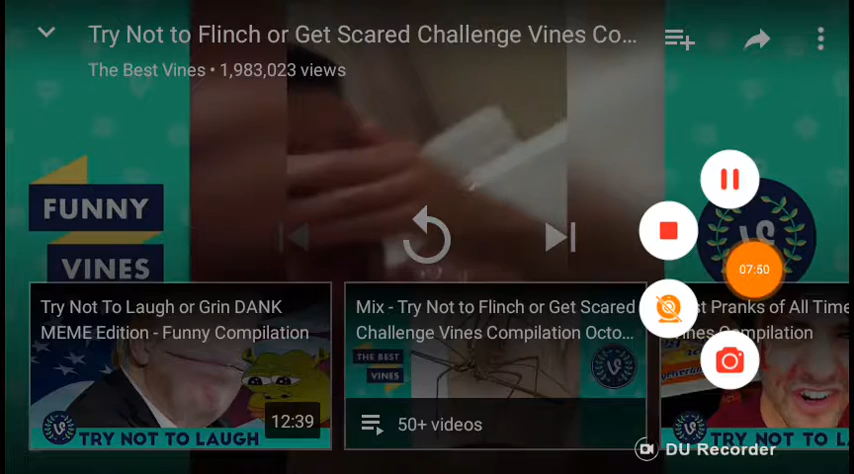 Try Not to Flinch or Get Scared Challenge Vines Co...
The Best Vines • 1,983,023 views
FUNNY
VINES
07:50
Try Not To Laugh or Grin DANK
MEME Edition - Funny Compilation
12:39
TRY NOT TO LAUGH
Mix - Try Not to Flinch or Get Scared
Challenge Vines Compilation Octo...
THE BEST
VINES
50+ videos
Pranks of All Time
Compilation
TRY NOT TO
DU Recorder